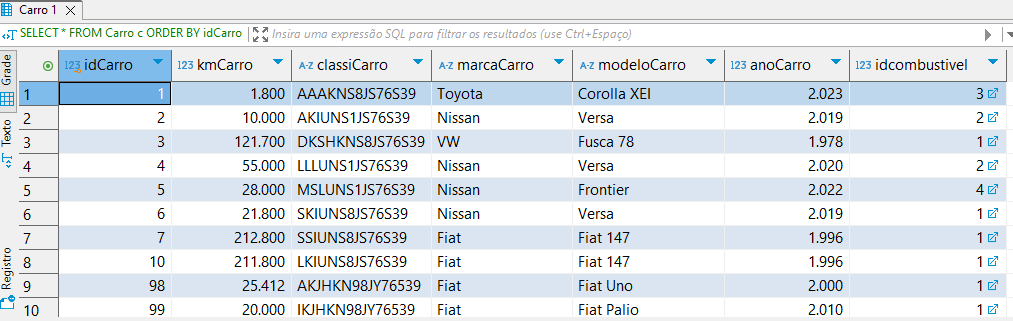 Carro 1
SELECT * FROM Carro c ORDER BY idCarro Insira uma expressão SQL para filtrar os resultados (use Ctrl+Espaço)
Grade
Texto
Registro
123 idCarro 123 kmCarro A-Z classiCarro A-Z marcaCarro A-Z modeloCarro 123 anoCarro 123 idcombustivel
1 1 1.800 AAAKNS8JS76S39 Toyota Corolla XEI 2.023 3
2 2 10.000 AKIUNS1JS76S39 Nissan Versa 2.019 2
3 3 121.700 DKSHKNS8JS76S39 VW Fusca 78 1.978 1
4 4 55.000 LLLUNS1JS76S39 Nissan Versa 2.020 2
5 5 28.000 MSLUNS1JS76S39 Nissan Frontier 2.022 4
6 6 21.800 SKIUNS8JS76S39 Nissan Versa 2.019 1
7 7 212.800 SSIUNS8JS76S39 Fiat Fiat 147 1.996 1
8 10 211.800 LKIUNS8JS76S39 Fiat Fiat 147 1.996 1
9 98 25.412 AKJHKN98JY76539 Fiat Fiat Uno 2.000 1
10 99 20.000 IKJHKN98JY76539 Fiat Fiat Palio 2.010 1